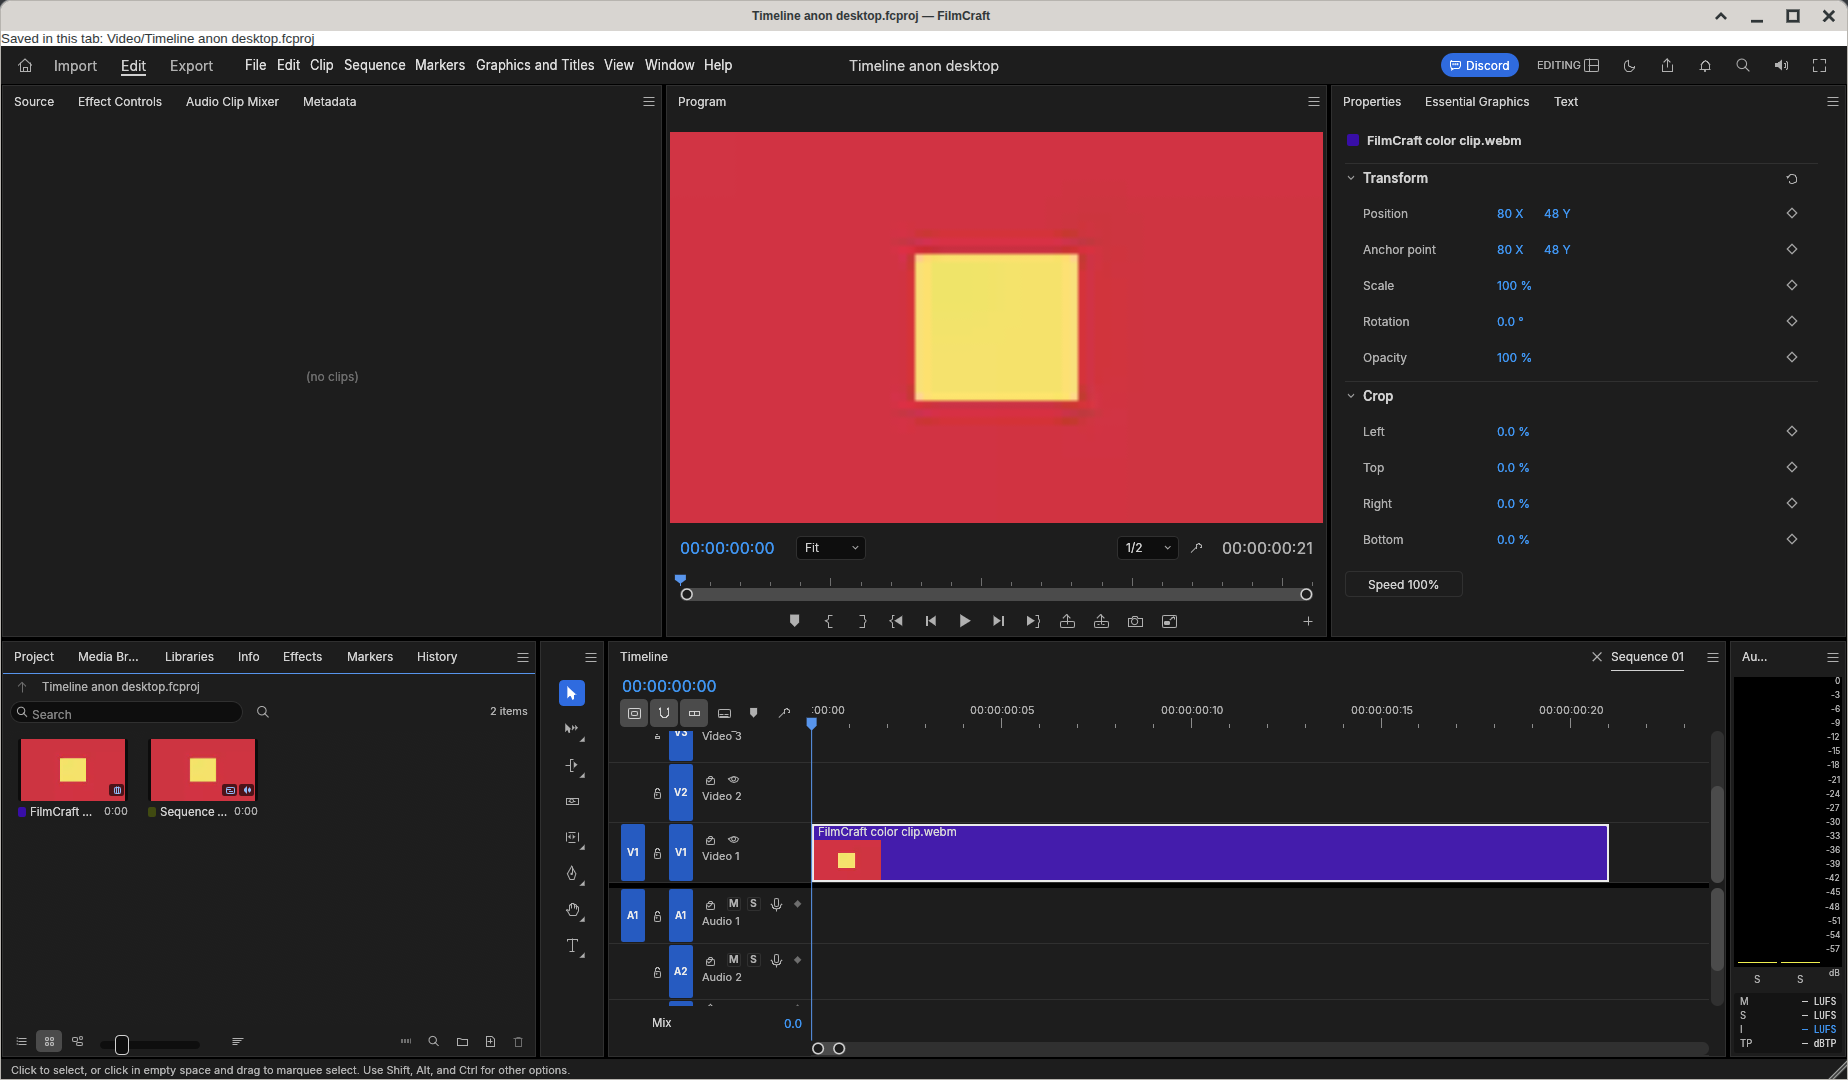 Timeline anon desktop.fcproj — FilmCraft
Saved in this tab: Video/Timeline anon desktop.fcproj
Import Edit Export File Edit Clip Sequence Markers Graphics and Titles View Window Help Timeline anon desktop Discord EDITING
Source Effect Controls Audio Clip Mixer Metadata
(no clips)
Program
00:00:00:00 Fit 1/2 00:00:00:21
Properties Essential Graphics Text
FilmCraft color clip.webm
Transform
Position 80 X 48 Y
Anchor point 80 X 48 Y
Scale 100 %
Rotation 0.0 °
Opacity 100 %
Crop
Left 0.0 %
Top 0.0 %
Right 0.0 %
Bottom 0.0 %
Speed 100%
Project Media Br... Libraries Info Effects Markers History
Timeline anon desktop.fcproj
Search 2 items
FilmCraft ... 0:00 Sequence ... 0:00
Timeline Sequence 01
00:00:00:00
:00:00 00:00:00:05 00:00:00:10 00:00:00:15 00:00:00:20
V3 Video 3
V2 Video 2
V1 V1 Video 1 FilmCraft color clip.webm
A1 A1 M S Audio 1
A2 M S Audio 2
Mix 0.0
Au...
0
-3
-6
-9
-12
-15
-18
-21
-24
-27
-30
-33
-36
-39
-42
-45
-48
-51
-54
-57
dB
S S
M – LUFS
S – LUFS
I – LUFS
TP – dBTP
Click to select, or click in empty space and drag to marquee select. Use Shift, Alt, and Ctrl for other options.